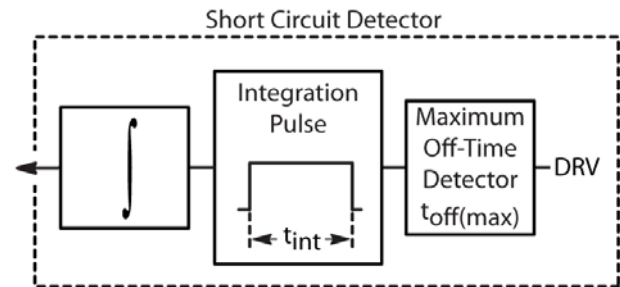 Short Circuit Detector
Integration
Pulse
tint
Maximum
Off-Time
Detector
toff(max)
DRV
∫